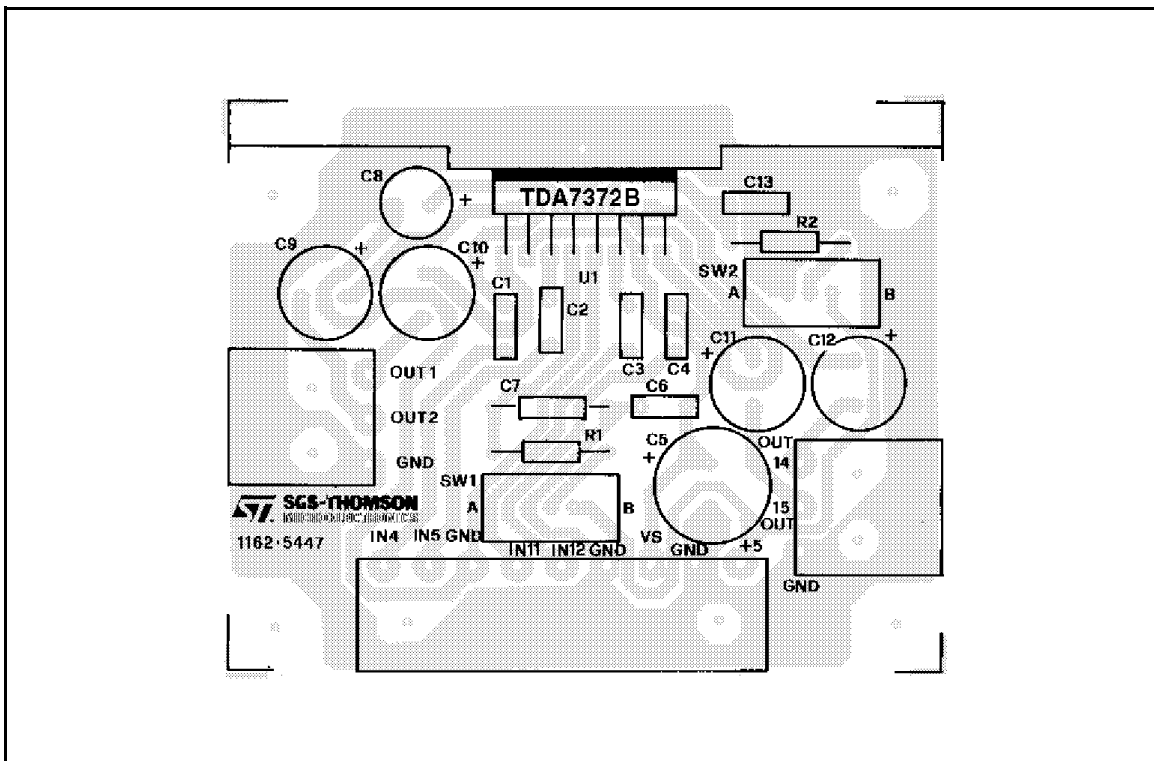 C8
TDA7372B
C13
C9
C10
R2
U1
SW2
A
B
C1
C2
C11
C12
C3
C4
OUT1
C7
C6
OUT2
R1
C5
OUT
14
GND
SW1
A
B
15
OUT
SGS-THOMSON
MICROELECTRONICS
1162·5447
IN4 IN5 GND
IN11 IN12 GND
VS
GND
+5
GND
+
+
+
+
+
+